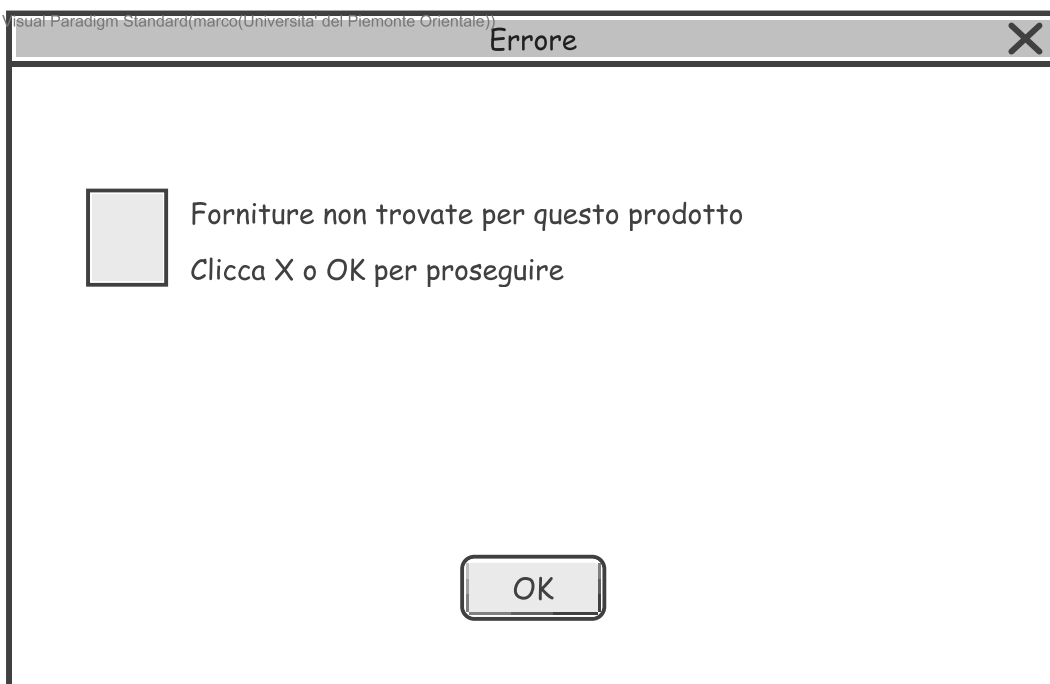 Visual Paradigm Standard(marco(Universita' del Piemonte Orientale))
Errore
Forniture non trovate per questo prodotto
Clicca X o OK per proseguire
OK